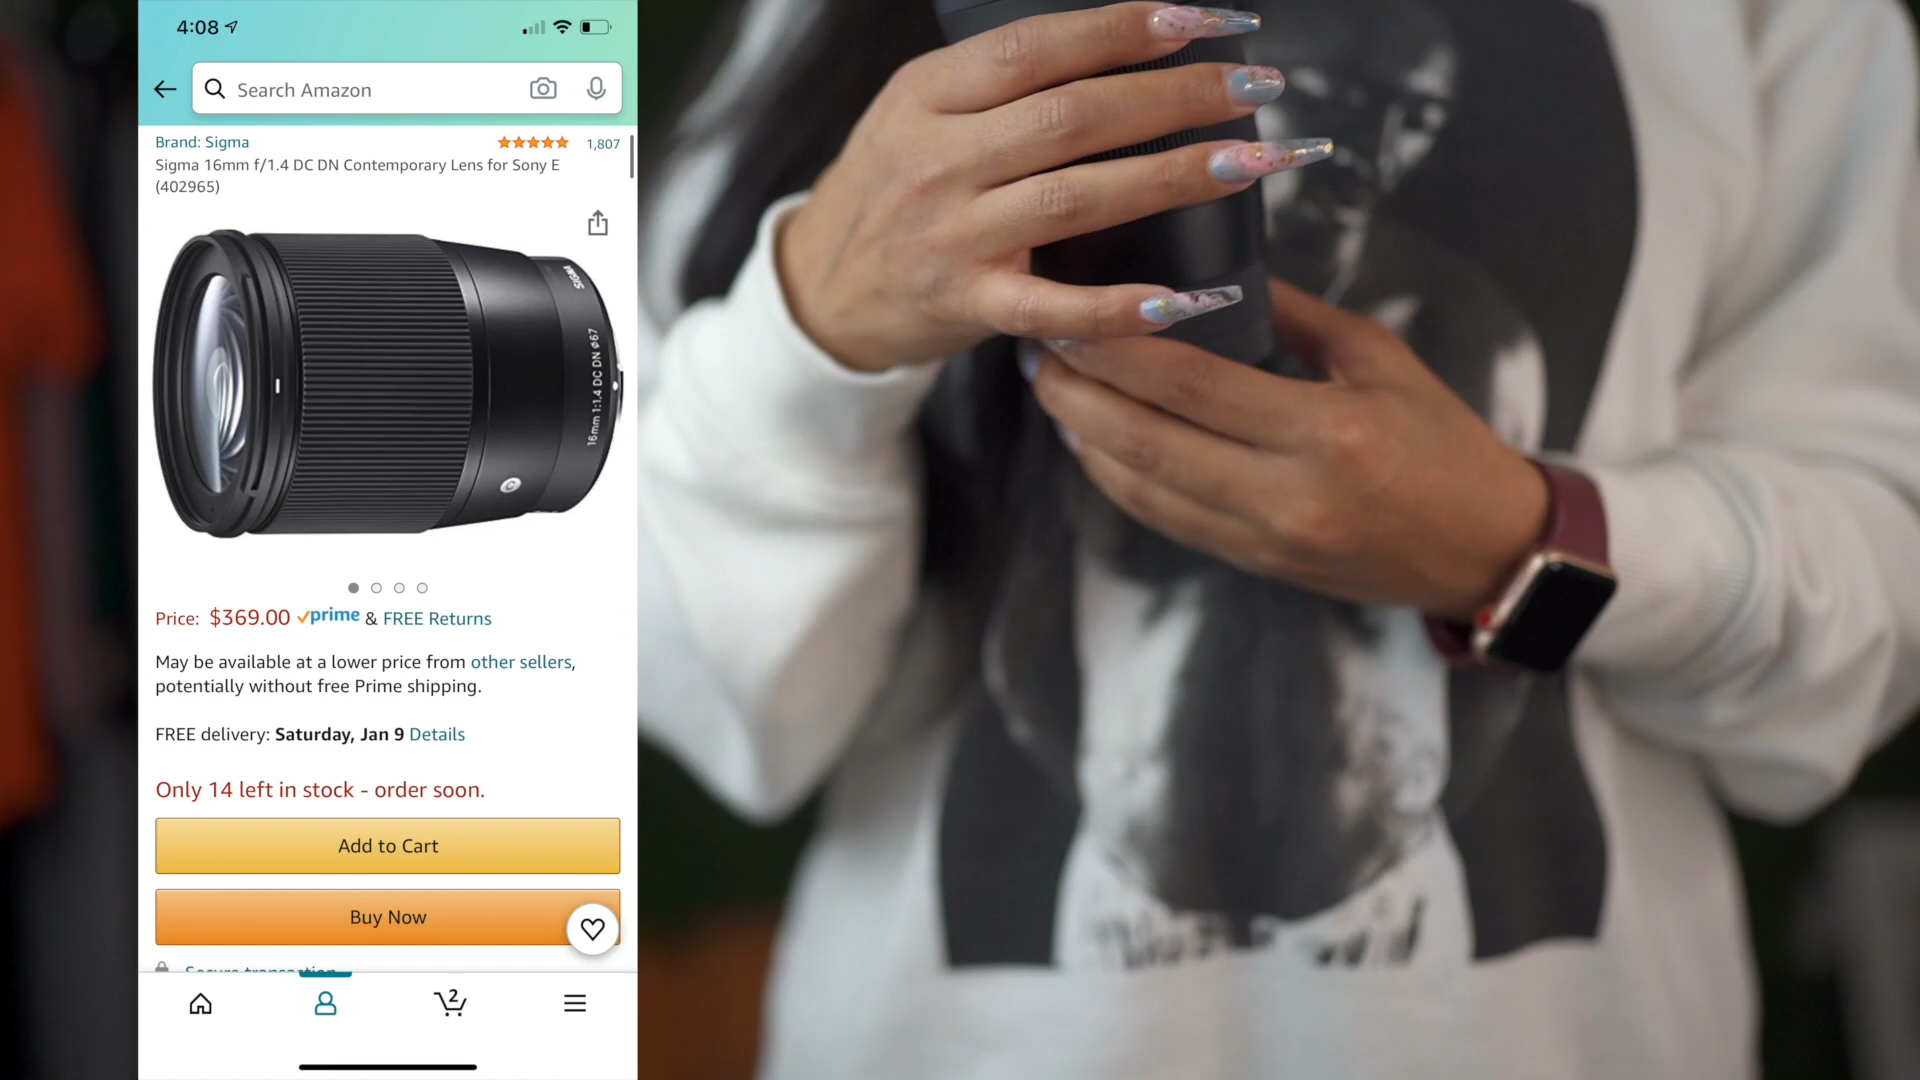 4:08
Search Amazon
Brand: Sigma
1,807
Sigma 16mm f/1.4 DC DN Contemporary Lens for Sony E
(402965)
SIGMA
16mm 1:1.4 DC DN ø67
C
Price: $369.00 prime & FREE Returns
May be available at a lower price from other sellers,
potentially without free Prime shipping.
FREE delivery: Saturday, Jan 9 Details
Only 14 left in stock - order soon.
Add to Cart
Buy Now
Secure transaction
2